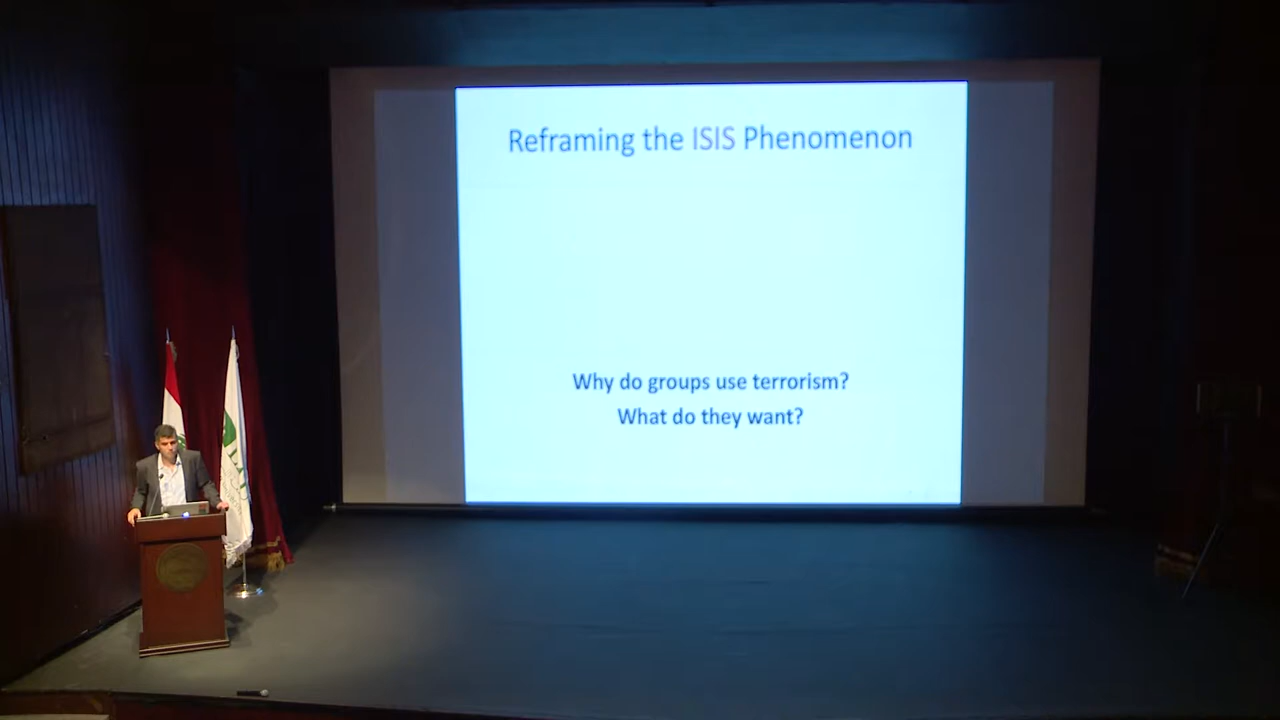 Reframing the ISIS Phenomenon
Why do groups use terrorism?
What do they want?